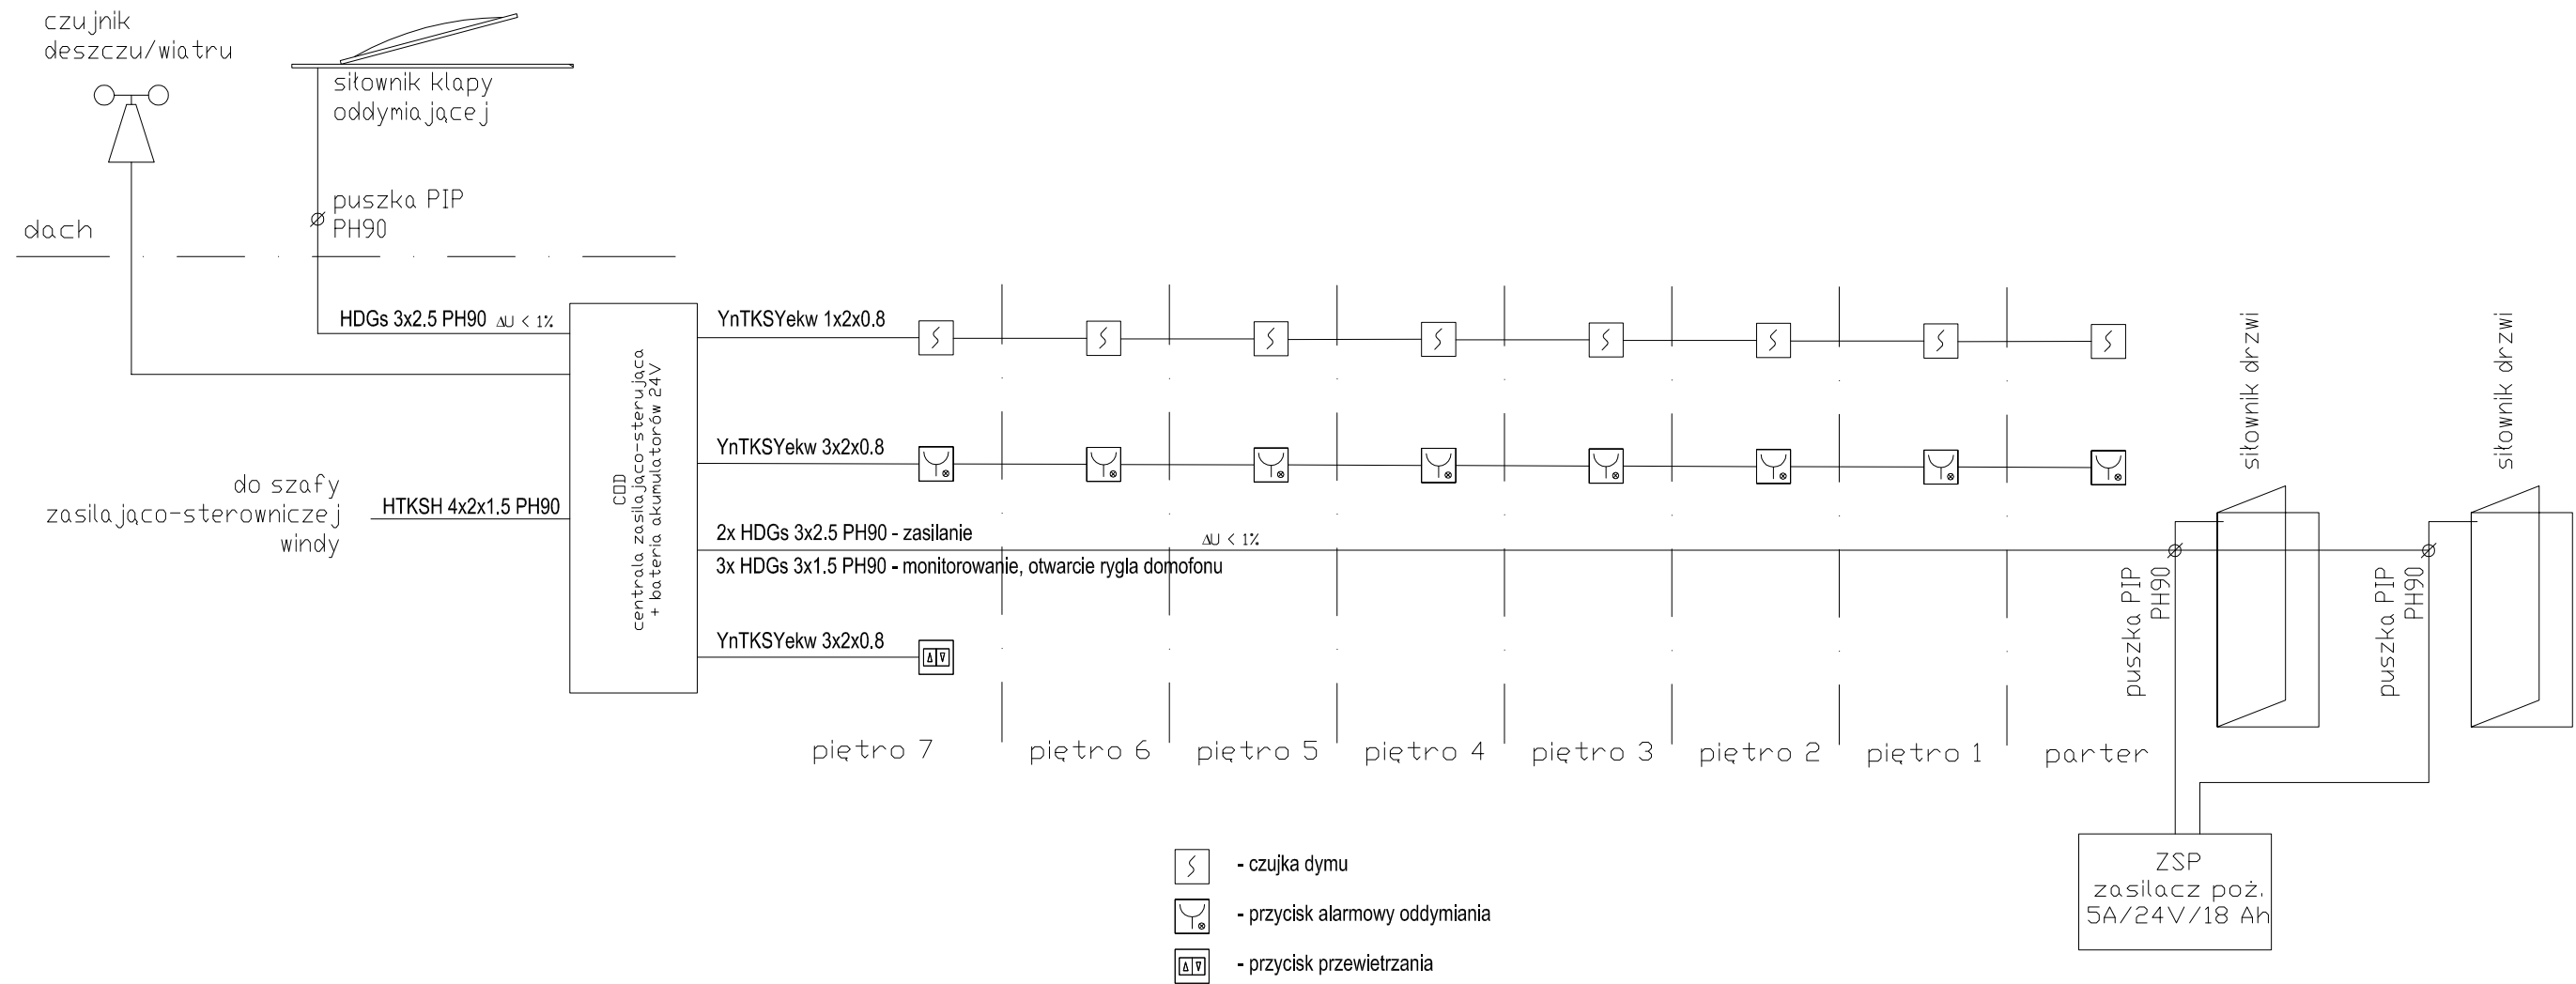 czujnik
deszczu/wiatru
siłownik klapy
oddymiającej
puszka PIP
PH90
dach
HDGs 3x2.5 PH90 ΔU < 1%
do szafy
zasilająco-sterowniczej
windy
HTKSH 4x2x1.5 PH90
COD
centrala zasilająco-sterująca
+ bateria akumulatorów 24V
YnTKSYekw 1x2x0.8
YnTKSYekw 3x2x0.8
2x HDGs 3x2.5 PH90 - zasilanie
ΔU < 1%
3x HDGs 3x1.5 PH90 - monitorowanie, otwarcie rygla domofonu
YnTKSYekw 3x2x0.8
piętro 7
piętro 6
piętro 5
piętro 4
piętro 3
piętro 2
piętro 1
parter
siłownik drzwi
siłownik drzwi
puszka PIP
PH90
puszka PIP
PH90
ZSP
zasilacz poż.
5A/24V/18 Ah
- czujka dymu
- przycisk alarmowy oddymiania
- przycisk przewietrzania